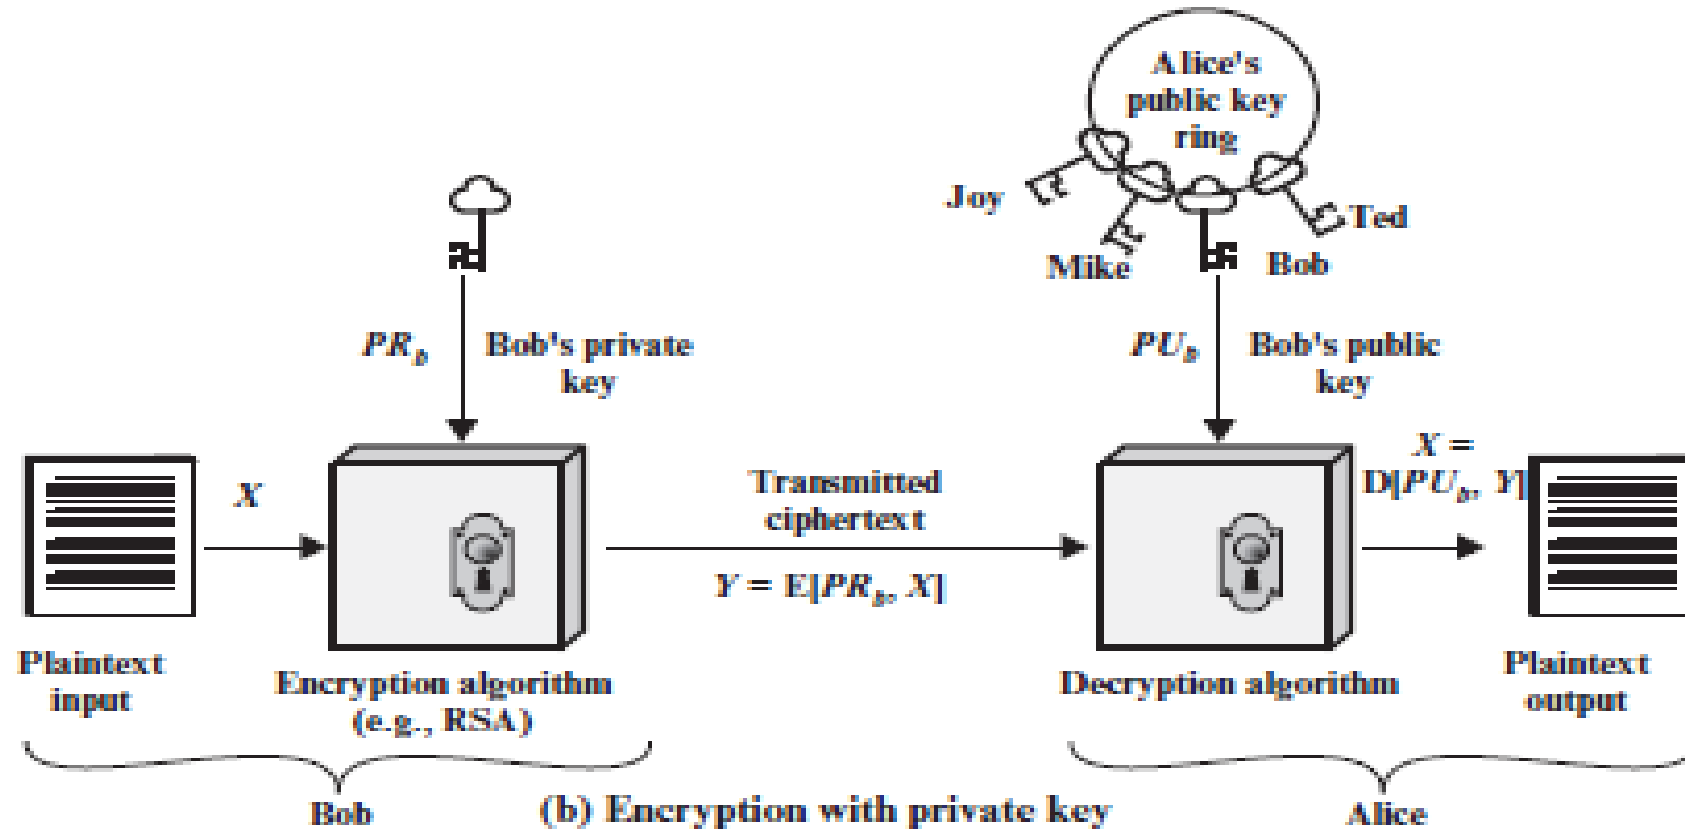 Alice's
public key
ring
Joy
Ted
Mike
Bob
PR_b
Bob's private
key
PU_b
Bob's public
key
X
Transmitted
ciphertext
Y = E[PR_b, X]
X =
D[PU_b, Y]
Plaintext
input
Encryption algorithm
(e.g., RSA)
Decryption algorithm
Plaintext
output
Bob
(b) Encryption with private key
Alice